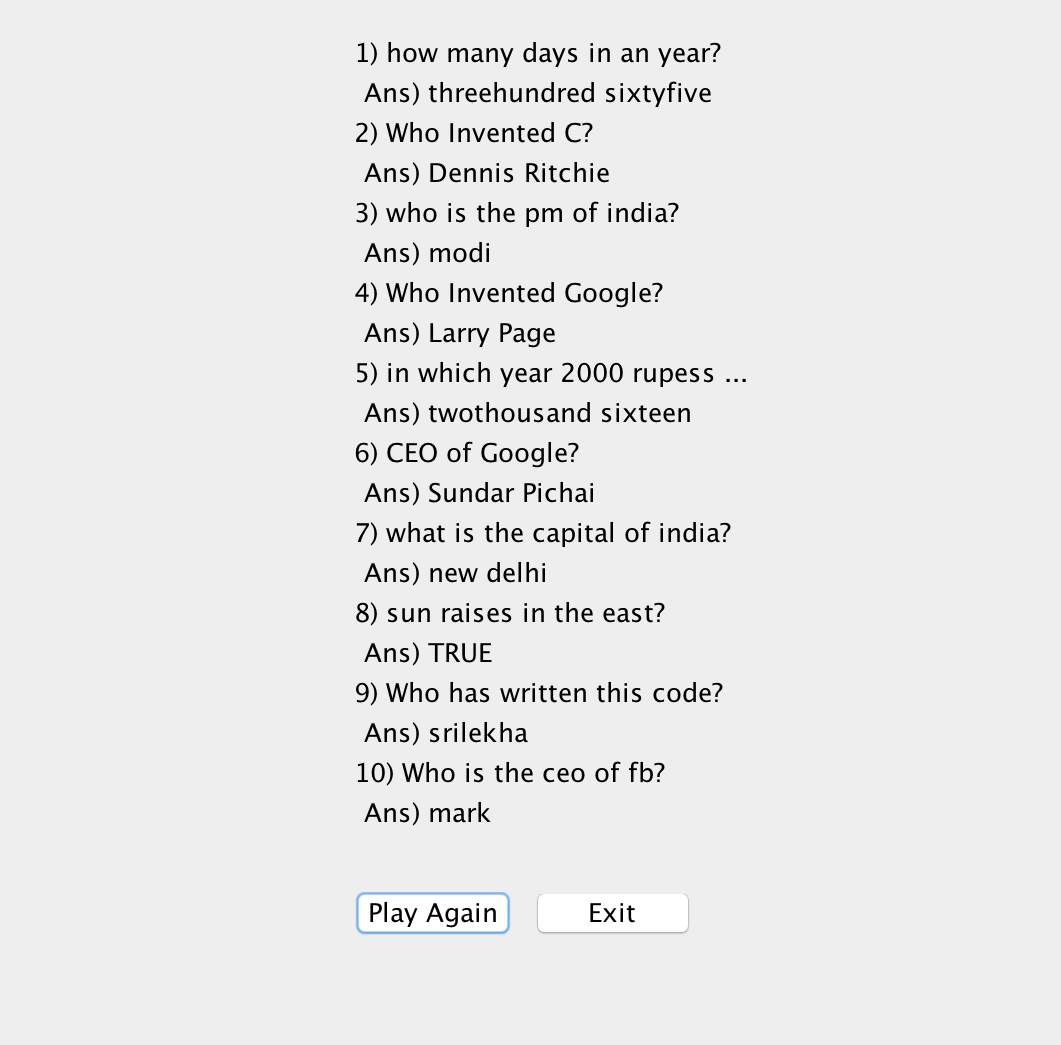 1) how many days in an year?
Ans) threehundred sixtyfive
2) Who Invented C?
Ans) Dennis Ritchie
3) who is the pm of india?
Ans) modi
4) Who Invented Google?
Ans) Larry Page
5) in which year 2000 rupess ...
Ans) twothousand sixteen
6) CEO of Google?
Ans) Sundar Pichai
7) what is the capital of india?
Ans) new delhi
8) sun raises in the east?
Ans) TRUE
9) Who has written this code?
Ans) srilekha
10) Who is the ceo of fb?
Ans) mark
Play Again Exit